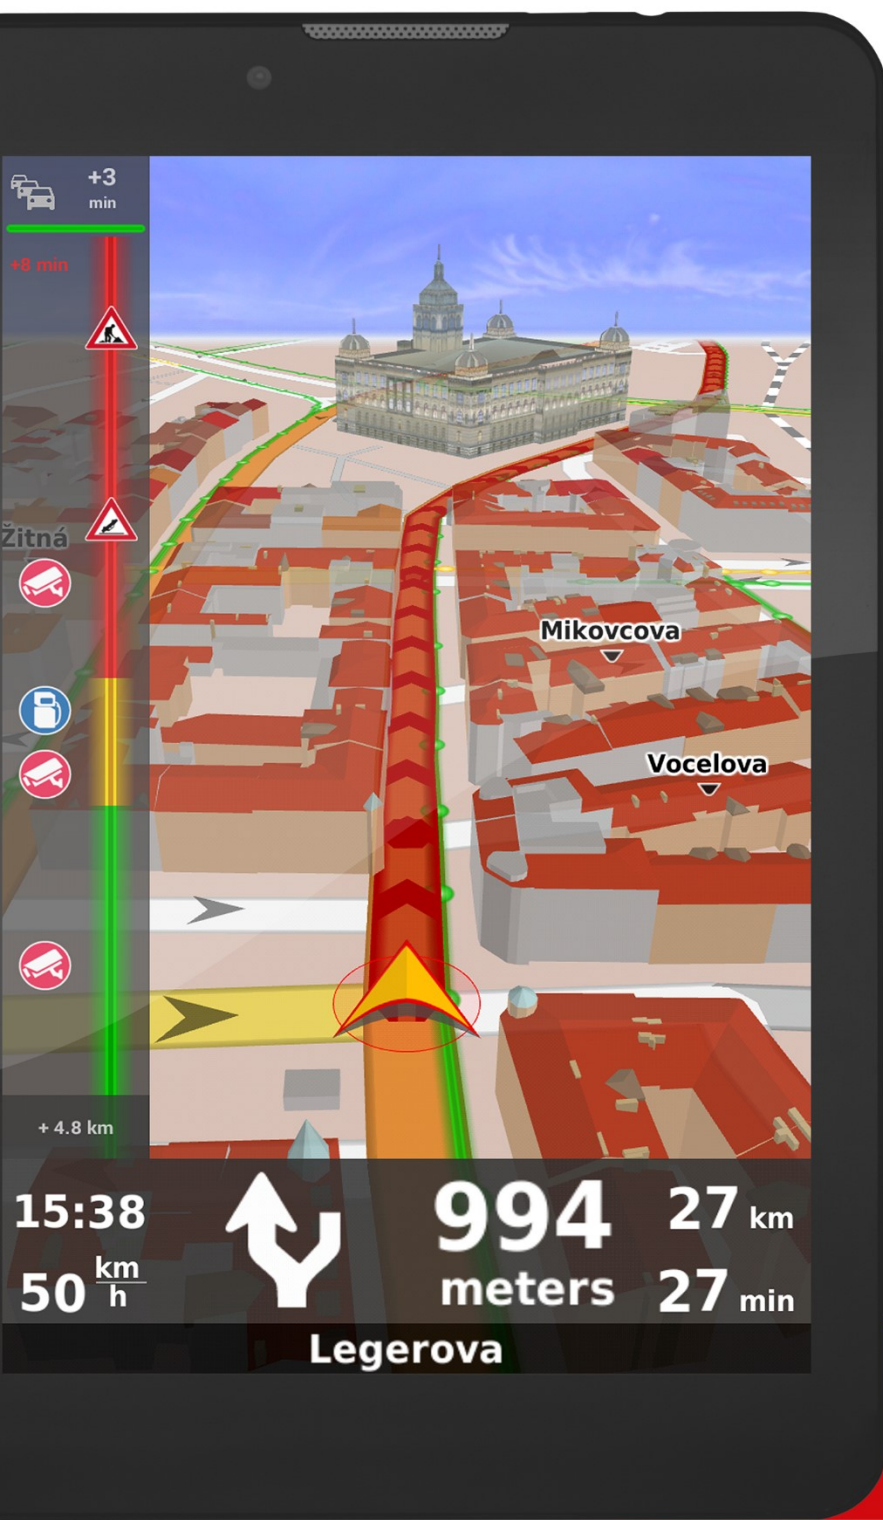 +3
min
+8 min
Žitná
Mikovcova
Vocelova
+ 4.8 km
15:38
994
27 km
50 km/h
meters
27 min
Legerova